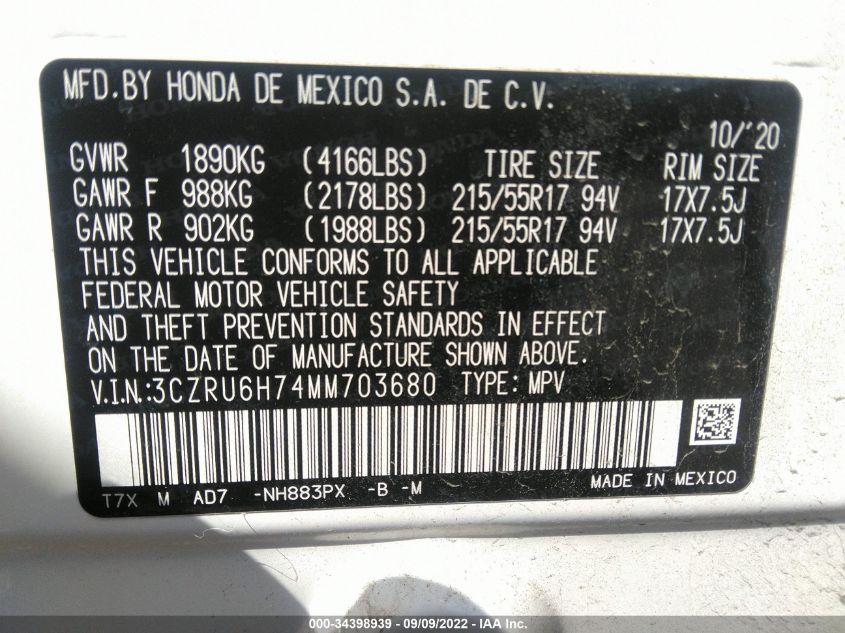 MFD.BY HONDA DE MEXICO S.A. DE C.V.
10/'20
GVWR 1890KG (4166LBS) TIRE SIZE RIM SIZE
GAWR F 988KG (2178LBS) 215/55R17 94V 17X7.5J
GAWR R 902KG (1988LBS) 215/55R17 94V 17X7.5J
THIS VEHICLE CONFORMS TO ALL APPLICABLE
FEDERAL MOTOR VEHICLE SAFETY
AND THEFT PREVENTION STANDARDS IN EFFECT
ON THE DATE OF MANUFACTURE SHOWN ABOVE.
V.I.N.:3CZRU6H74MM703680 TYPE: MPV
T7X M AD7 -NH883PX -B -M MADE IN MEXICO
000-34398939 - 09/09/2022 - IAA Inc.